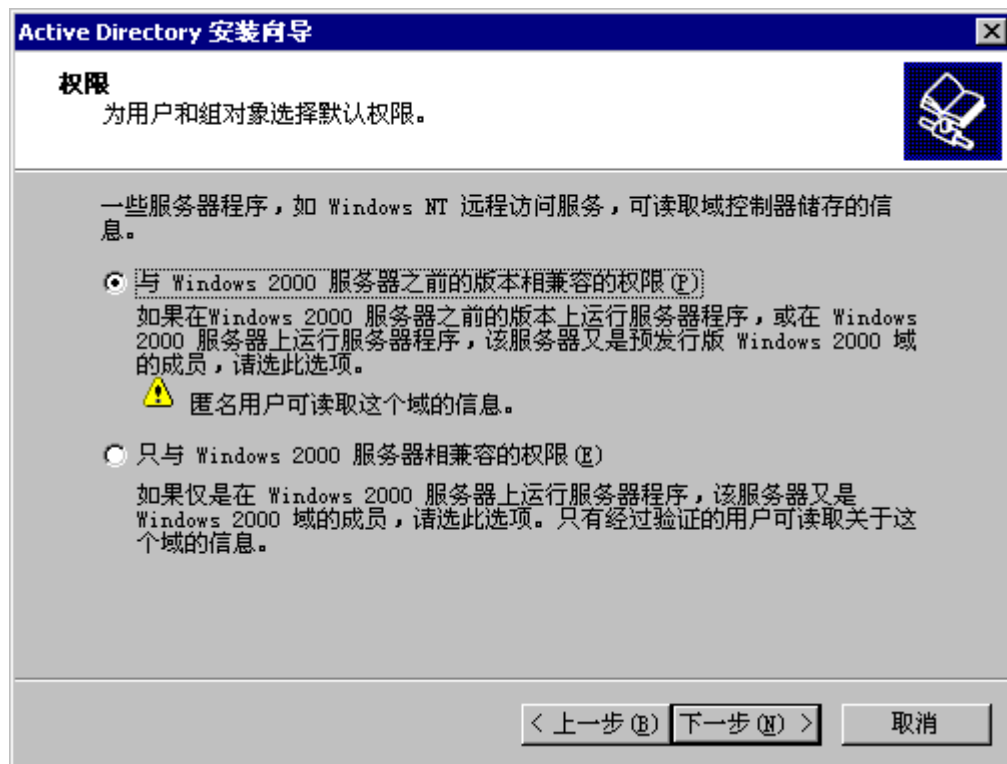 Active Directory 安装向导
权限
为用户和组对象选择默认权限。
一些服务器程序，如 Windows NT 远程访问服务，可读取域控制器储存的信
息。
与 Windows 2000 服务器之前的版本相兼容的权限(P)
如果在Windows 2000 服务器之前的版本上运行服务器程序，或在 Windows
2000 服务器上运行服务器程序，该服务器又是预发行版 Windows 2000 域
的成员，请选此选项。
匿名用户可读取这个域的信息。
只与 Windows 2000 服务器相兼容的权限(E)
如果仅是在 Windows 2000 服务器上运行服务器程序，该服务器又是
Windows 2000 域的成员，请选此选项。只有经过验证的用户可读取关于这
个域的信息。
< 上一步(B) 下一步(N) > 取消